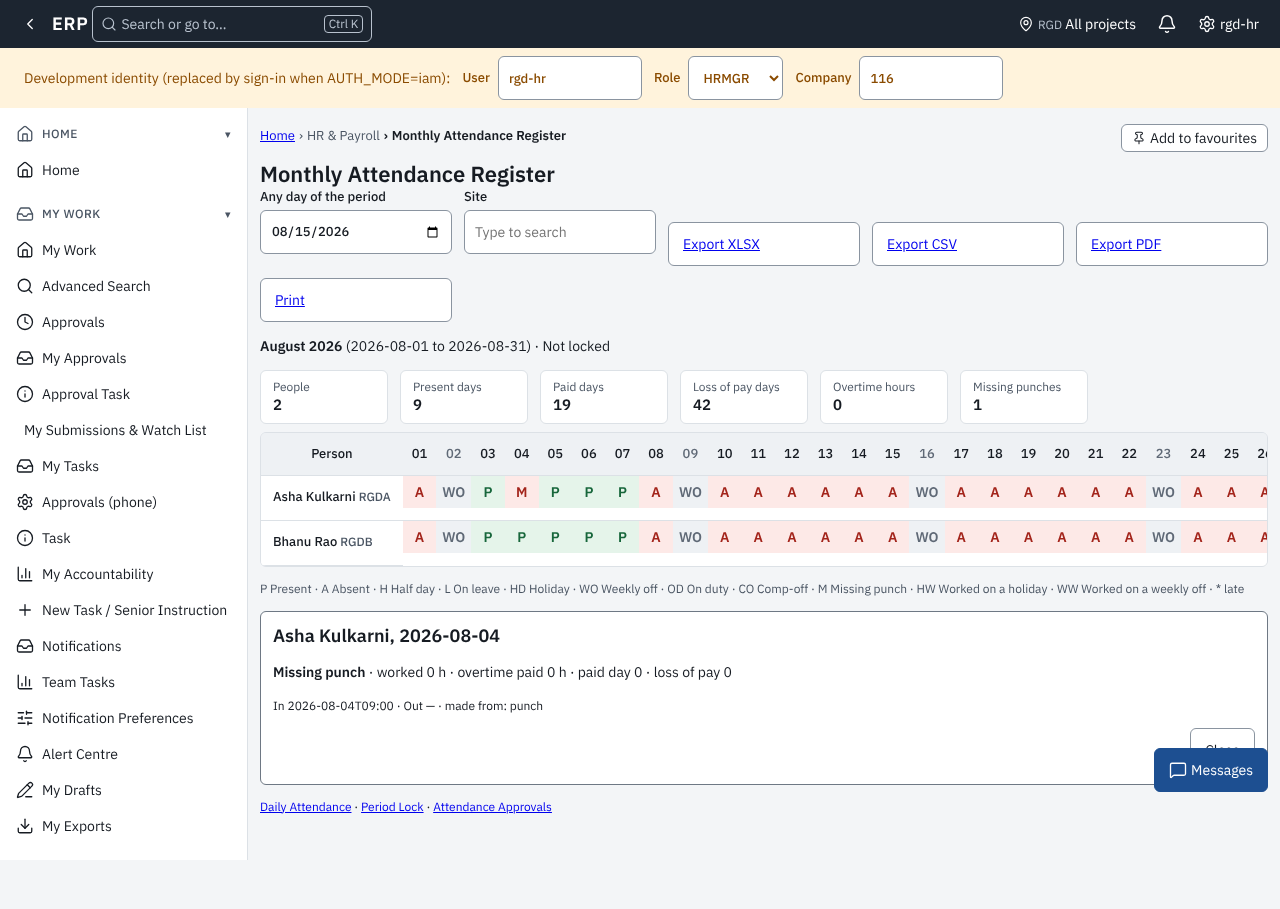 ERP Search or go to... Ctrl K RGD All projects rgd-hr
Development identity (replaced by sign-in when AUTH_MODE=iam): User rgd-hr Role HRMGR Company 116
HOME
Home
MY WORK
My Work
Advanced Search
Approvals
My Approvals
Approval Task
My Submissions & Watch List
My Tasks
Approvals (phone)
Task
My Accountability
New Task / Senior Instruction
Notifications
Team Tasks
Notification Preferences
Alert Centre
My Drafts
My Exports
Home › HR & Payroll › Monthly Attendance Register
Add to favourites
Monthly Attendance Register
Any day of the period Site
08/15/2026 Type to search Export XLSX Export CSV Export PDF
Print
August 2026 (2026-08-01 to 2026-08-31) · Not locked
People Present days Paid days Loss of pay days Overtime hours Missing punches
2 9 19 42 0 1
Person 01 02 03 04 05 06 07 08 09 10 11 12 13 14 15 16 17 18 19 20 21 22 23 24 25 26
Asha Kulkarni RGDA A WO P M P P P A WO A A A A A A WO A A A A A A WO A A A
Bhanu Rao RGDB A WO P P P P P A WO A A A A A A WO A A A A A A WO A A A
P Present · A Absent · H Half day · L On leave · HD Holiday · WO Weekly off · OD On duty · CO Comp-off · M Missing punch · HW Worked on a holiday · WW Worked on a weekly off · * late
Asha Kulkarni, 2026-08-04
Missing punch · worked 0 h · overtime paid 0 h · paid day 0 · loss of pay 0
In 2026-08-04T09:00 · Out — · made from: punch
Messages
Daily Attendance · Period Lock · Attendance Approvals